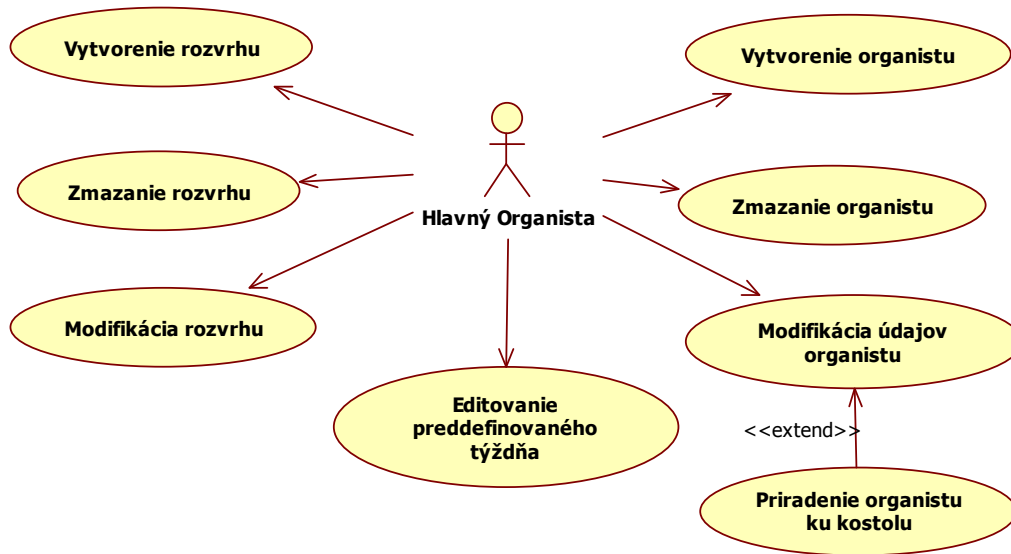 Vytvorenie rozvrhu
Vytvorenie organistu
Zmazanie rozvrhu
Zmazanie organistu
Hlavný Organista
Modifikácia rozvrhu
Modifikácia údajov
organistu
Editovanie
preddefinovaného
týždňa
<<extend>>
Priradenie organistu
ku kostolu